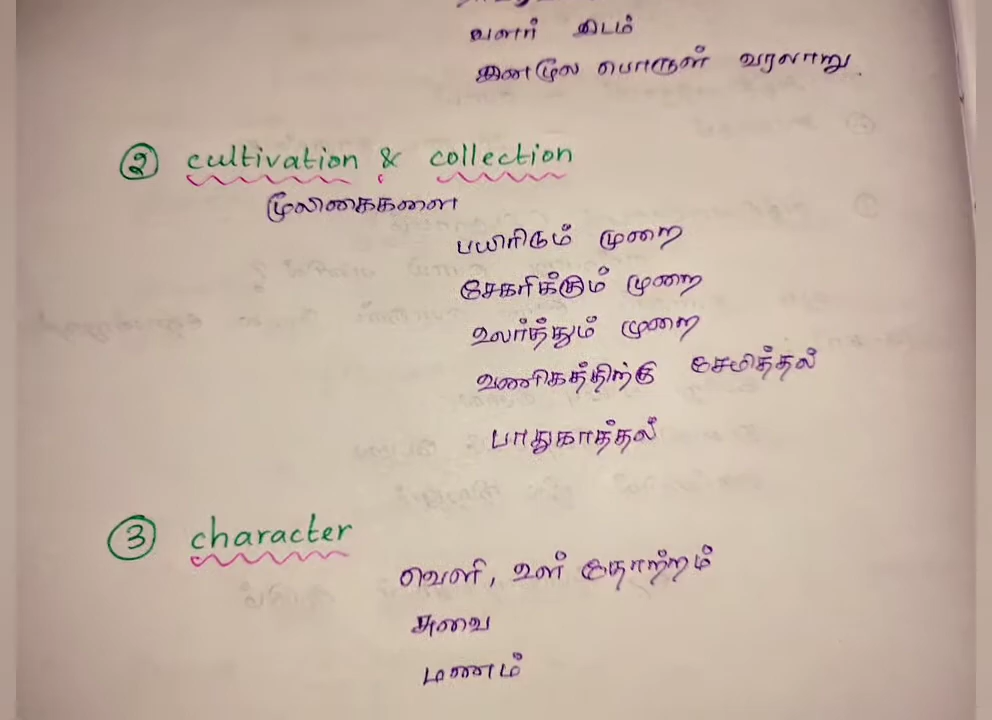 வளர் இடம்
இனமூல பொருள் வரலாறு
② cultivation & collection
மூலிகைகளை
பயிரிடும் முறை
சேகரிக்கும் முறை
உலர்த்தும் முறை
வணிகத்திற்கு சேமித்தல்
பாதுகாத்தல்
③ character
வெளி, உள் தோற்றம்
சுவை
மணம்